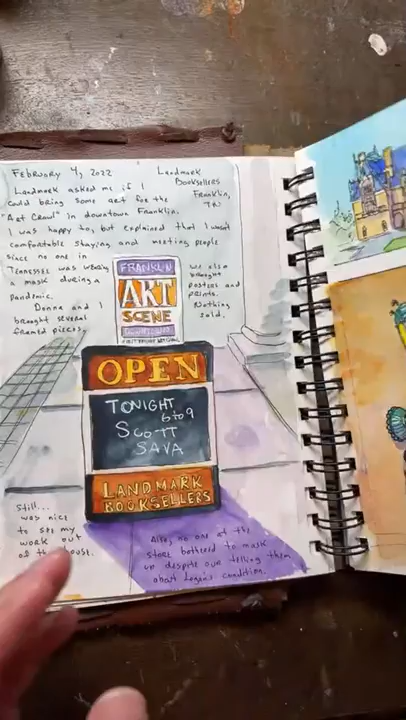 February 4, 2022
Landmark
Booksellers
Franklin,
TN
Landmark asked me if I
could bring some art for the
"Art Crawl" in downtown Franklin.
I was happy to, but explained that I wasn't
comfortable staying and meeting people
since no one in
Tennessee was wearing
a mask during a
pandemic.
Donna and I
brought several
framed pieces.
We also
brought
posters and
prints.
Nothing
sold.
FRANKLIN
ART
SCENE
OPEN
TONIGHT
6 to 9
SCOTT
SAVA
LANDMARK
BOOKSELLERS
Still...
was nice
to see my
work out
of the house.
Also, no one at the
store bothered to mask
up despite our telling them
about Logan's condition.